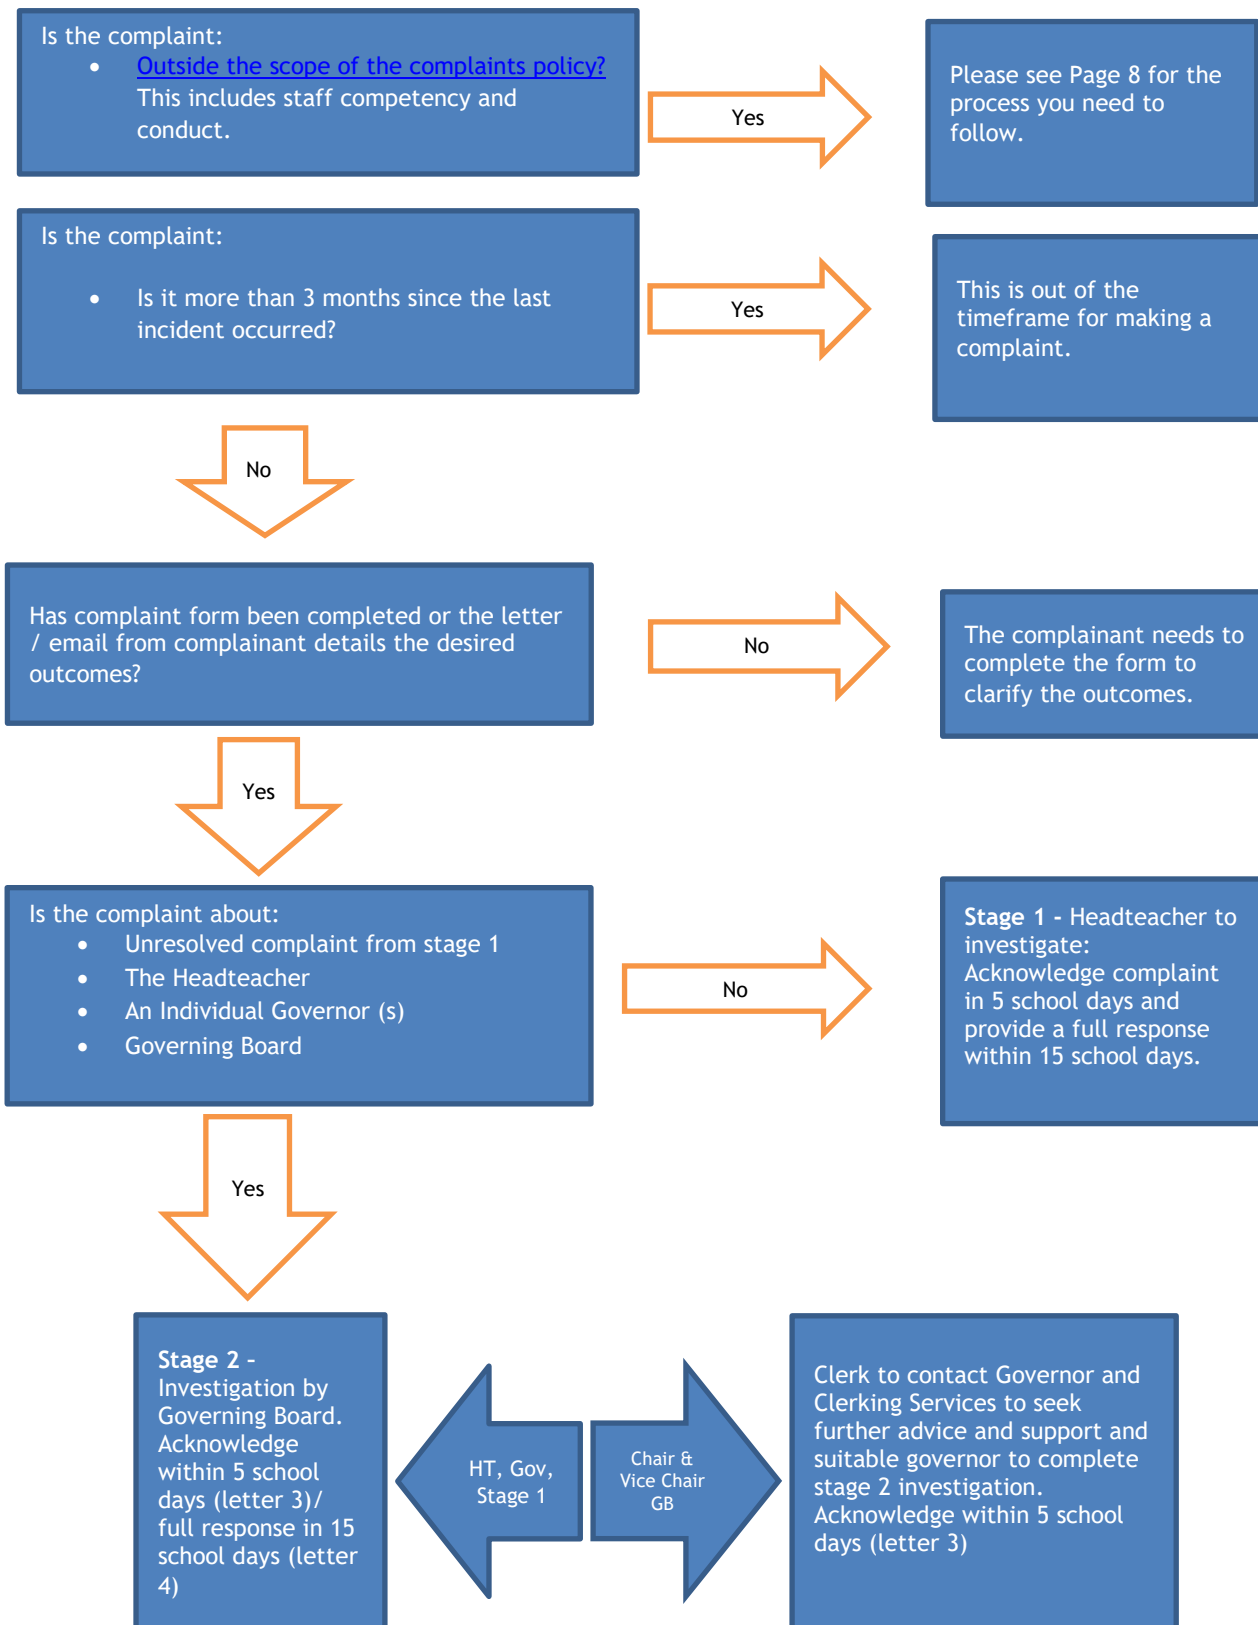 Is the complaint:
• Outside the scope of the complaints policy?
This includes staff competency and
conduct.
Yes
Please see Page 8 for the
process you need to
follow.
Is the complaint:
• Is it more than 3 months since the last
incident occurred?
Yes
This is out of the
timeframe for making a
complaint.
No
Has complaint form been completed or the letter
/ email from complainant details the desired
outcomes?
No
The complainant needs to
complete the form to
clarify the outcomes.
Yes
Is the complaint about:
• Unresolved complaint from stage 1
• The Headteacher
• An Individual Governor (s)
• Governing Board
No
Stage 1 - Headteacher to
investigate:
Acknowledge complaint
in 5 school days and
provide a full response
within 15 school days.
Yes
Stage 2 –
Investigation by
Governing Board.
Acknowledge
within 5 school
days (letter 3)/
full response in 15
school days (letter
4)
HT, Gov,
Stage 1
Chair &
Vice Chair
GB
Clerk to contact Governor and
Clerking Services to seek
further advice and support and
suitable governor to complete
stage 2 investigation.
Acknowledge within 5 school
days (letter 3)